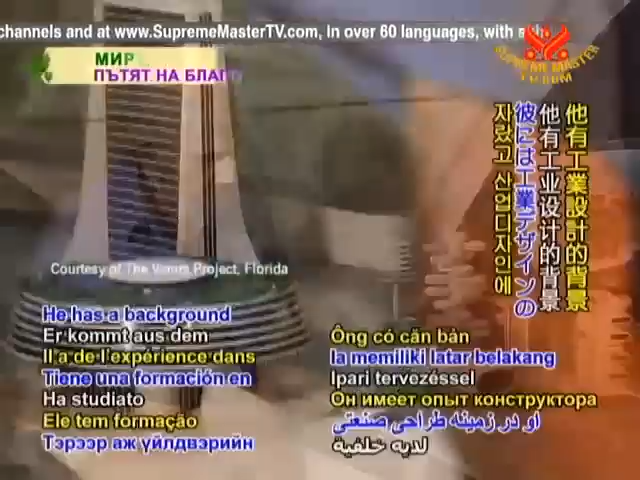 channels and at www.SupremeMasterTV.com, In over 60 languages, with
МИР
ПЪТЯТ НА
SUPREME MASTER
Courtesy of The Venus Project, Florida
He has a background
Er kommt aus dem
Il a de l'expérience dans
Tiene una formación en
Ha studiato
Ele tem formação
Тэрээр аж үйлдвэрийн
Ông có căn bản
Ia memiliki latar belakang
Ipari tervezéssel
Он имеет опыт конструктора
او در زمینه طراحی صنعتی
لديه خلفية
他有工業設計的背景
他有工业设计的背景
彼には工業デザインの
자랐고 산업디자인에